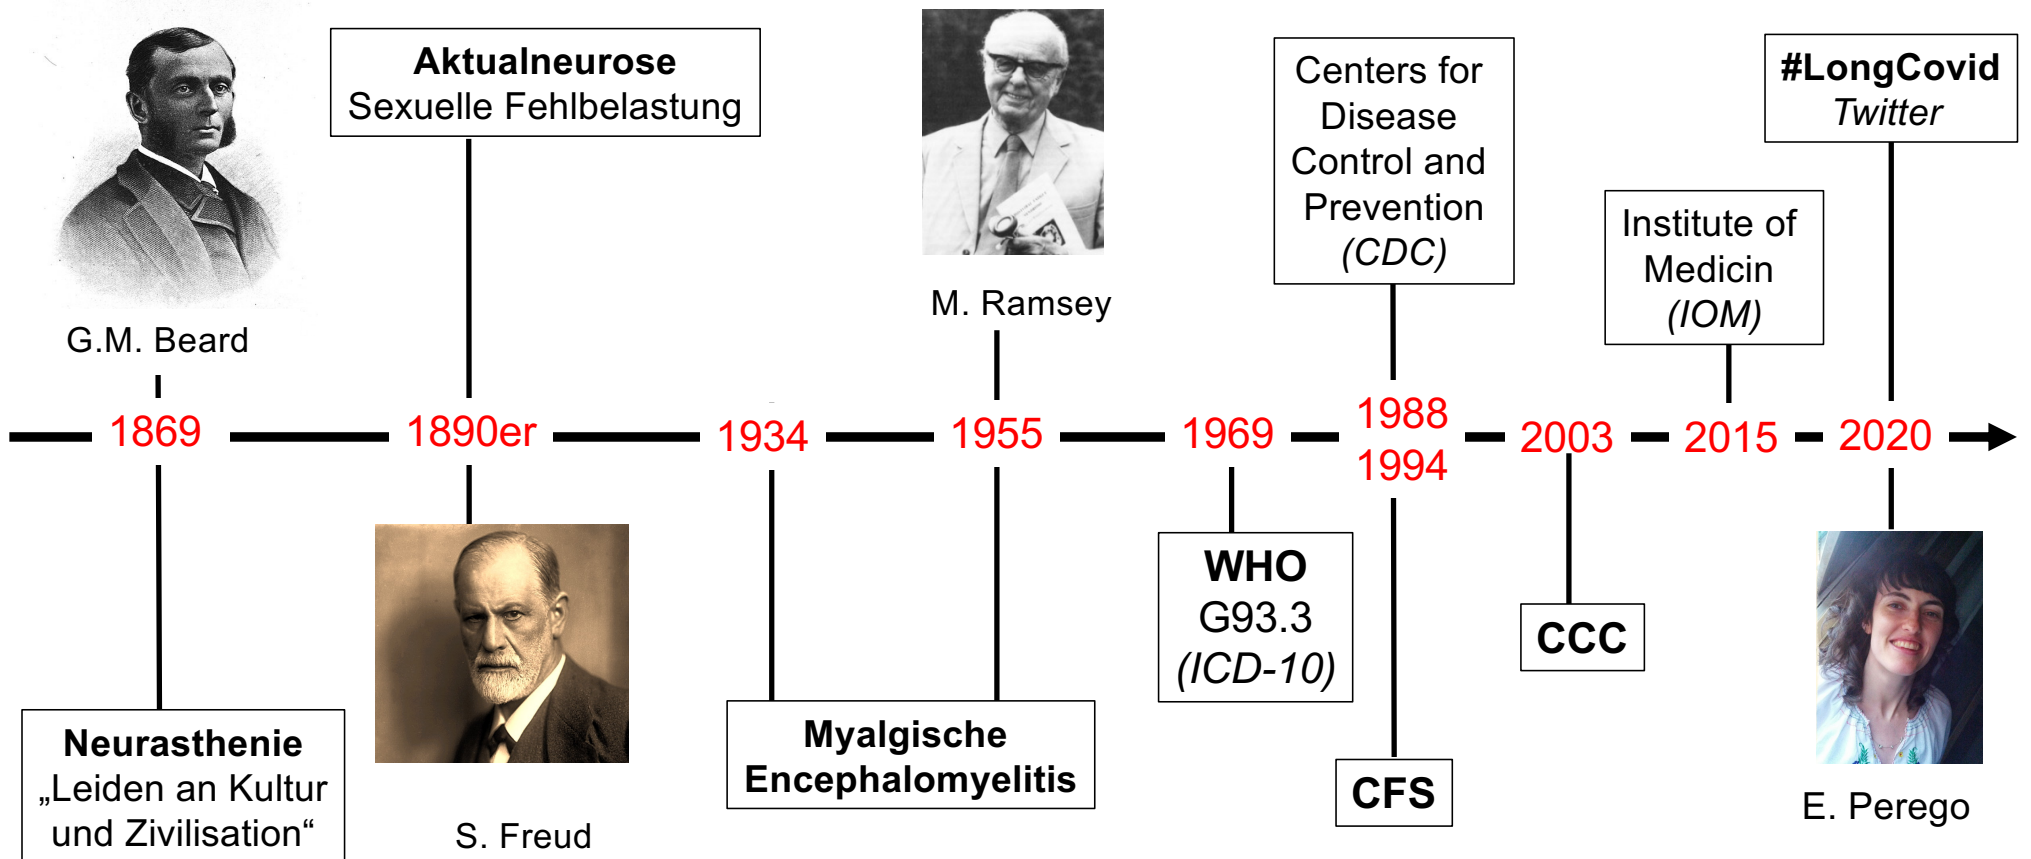 G.M. Beard
Aktualneurose
Sexuelle Fehlbelastung
M. Ramsey
Centers for
Disease
Control and
Prevention
(CDC)
Institute of
Medicin
(IOM)
#LongCovid
Twitter
1869
1890er
1934
1955
1969
1988
1994
2003
2015
2020
Neurasthenie
„Leiden an Kultur
und Zivilisation“
S. Freud
Myalgische
Encephalomyelitis
WHO
G93.3
(ICD-10)
CFS
CCC
E. Perego